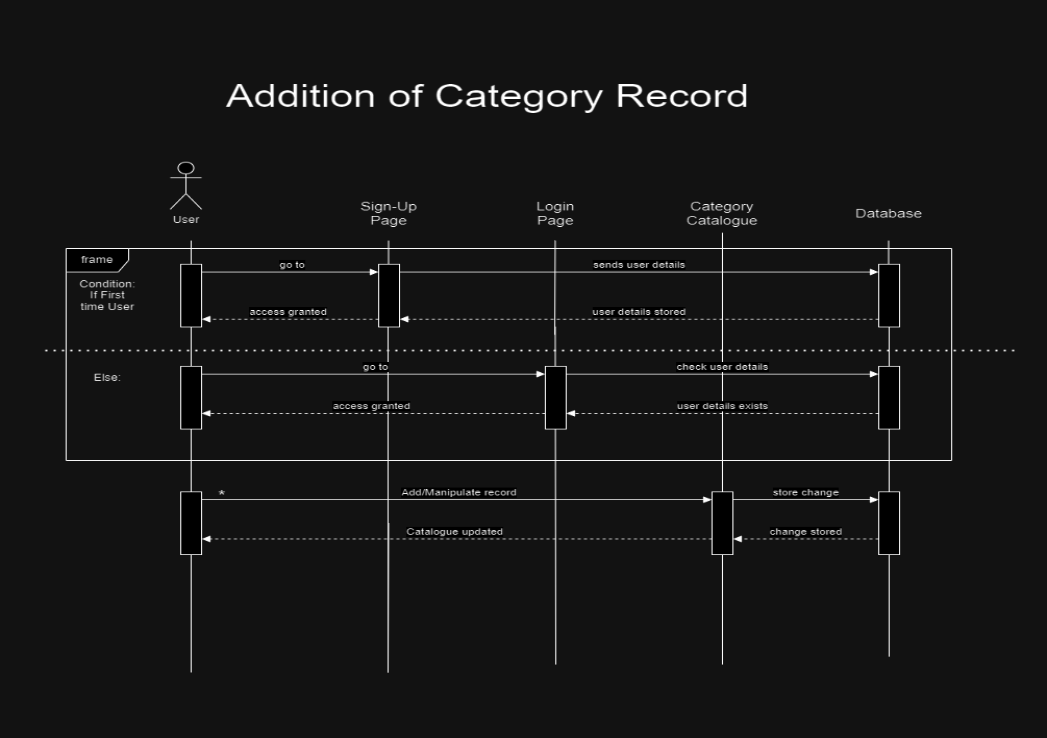 Addition of Category Record
User
Sign-Up
Page
Login
Page
Category
Catalogue
Database
frame
Condition:
If First
time User
go to
sends user details
access granted
user details stored
Else:
go to
check user details
access granted
user details exists
*
Add/Manipulate record
store change
Catalogue updated
change stored